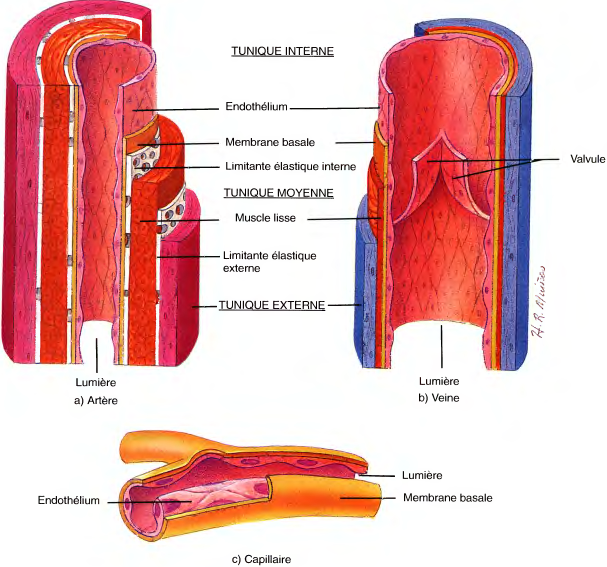 TUNIQUE INTERNE
Endothélium
Membrane basale
Limitante élastique interne
Valvule
TUNIQUE MOYENNE
Muscle lisse
Limitante élastique
externe
TUNIQUE EXTERNE
Lumière
a) Artère
Lumière
b) Veine
Lumière
Endothélium
Membrane basale
c) Capillaire